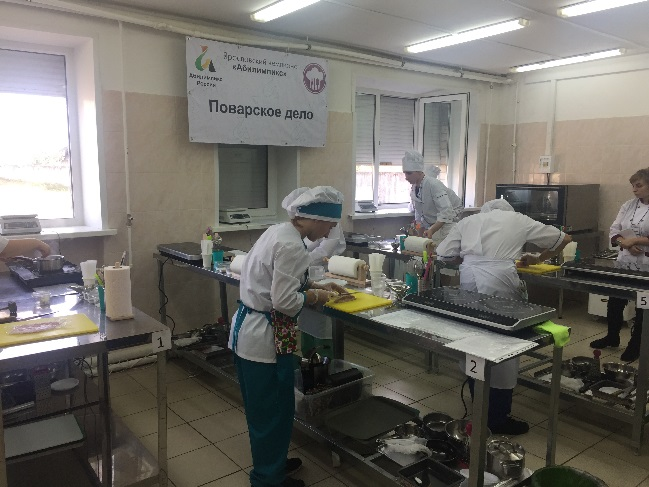 Абилимпикс
Россия
Ярославский чемпионат
«Абилимпикс»
Поварское дело
1
2
5